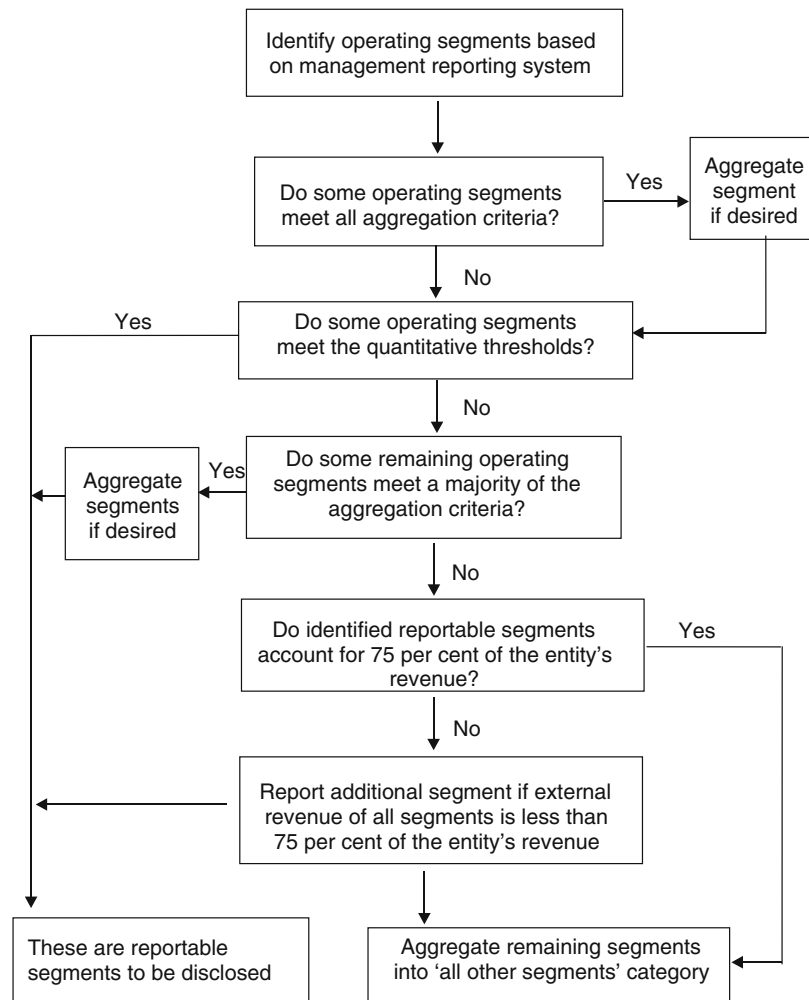 Identify operating segments based
on management reporting system
Do some operating segments
meet all aggregation criteria?
Yes
Aggregate
segment
if desired
No
Yes
Do some operating segments
meet the quantitative thresholds?
No
Aggregate
segments
if desired
Yes
Do some remaining operating
segments meet a majority of the
aggregation criteria?
No
Do identified reportable segments
account for 75 per cent of the entity's
revenue?
Yes
No
Report additional segment if external
revenue of all segments is less than
75 per cent of the entity's revenue
These are reportable
segments to be disclosed
Aggregate remaining segments
into 'all other segments' category